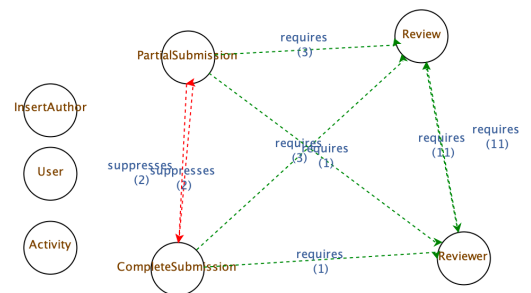 requires
(3)
Review
PartialSubmission
InsertAuthor
requires
(3)
requires
(1)
requires
(11)
requires
(11)
User
suppresses
(2)
suppresses
(2)
Activity
requires
(1)
CompleteSubmission
Reviewer